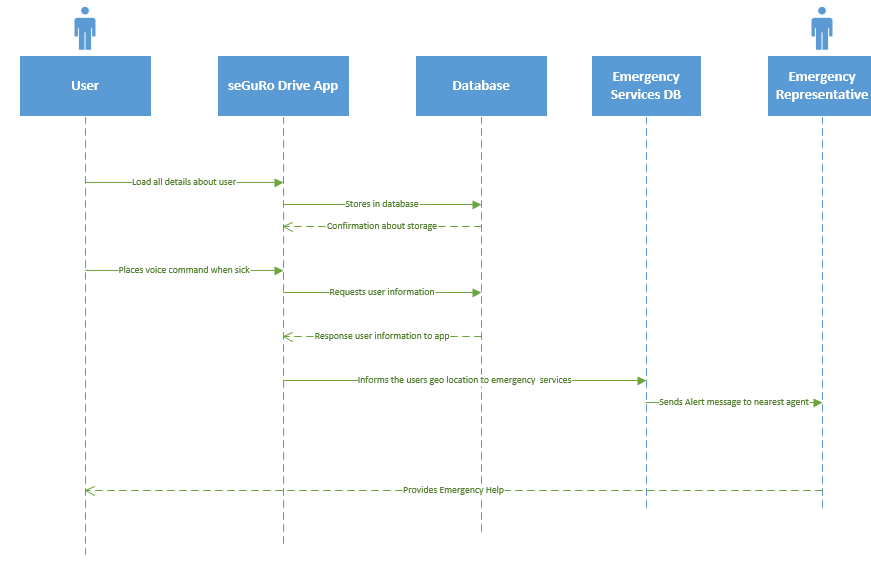 User
seGuRo Drive App
Database
Emergency
Services DB
Emergency
Representative
Load all details about user
Stores in database
Confirmation about storage
Places voice command when sick
Requests user information
Response user information to app
Informs the users geo location to emergency  services
Sends Alert message to nearest agent
Provides Emergency Help